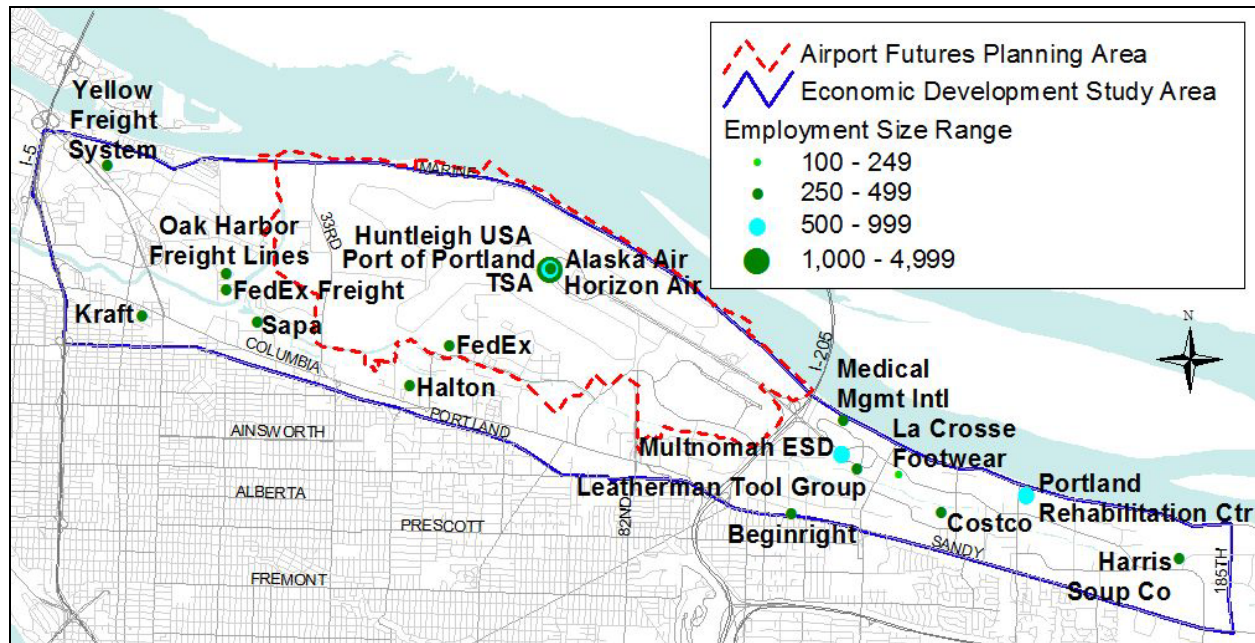 Airport Futures Planning Area
Economic Development Study Area
Employment Size Range
100 - 249
250 - 499
500 - 999
1,000 - 4,999
Yellow
Freight
System
I-5
MARINE
33RD
Oak Harbor
Freight Lines
FedEx Freight
Kraft
Sapa
COLUMBIA
Huntleigh USA
Port of Portland
TSA
Alaska Air
Horizon Air
FedEx
Halton
PORTLAND
I-205
N
Medical
Mgmt Intl
La Crosse
Footwear
Multnomah ESD
Leatherman Tool Group
Beginright
Costco
SANDY
Portland
Rehabilitation Ctr
Harris
Soup Co
185TH
82ND
AINSWORTH
ALBERTA
PRESCOTT
FREMONT